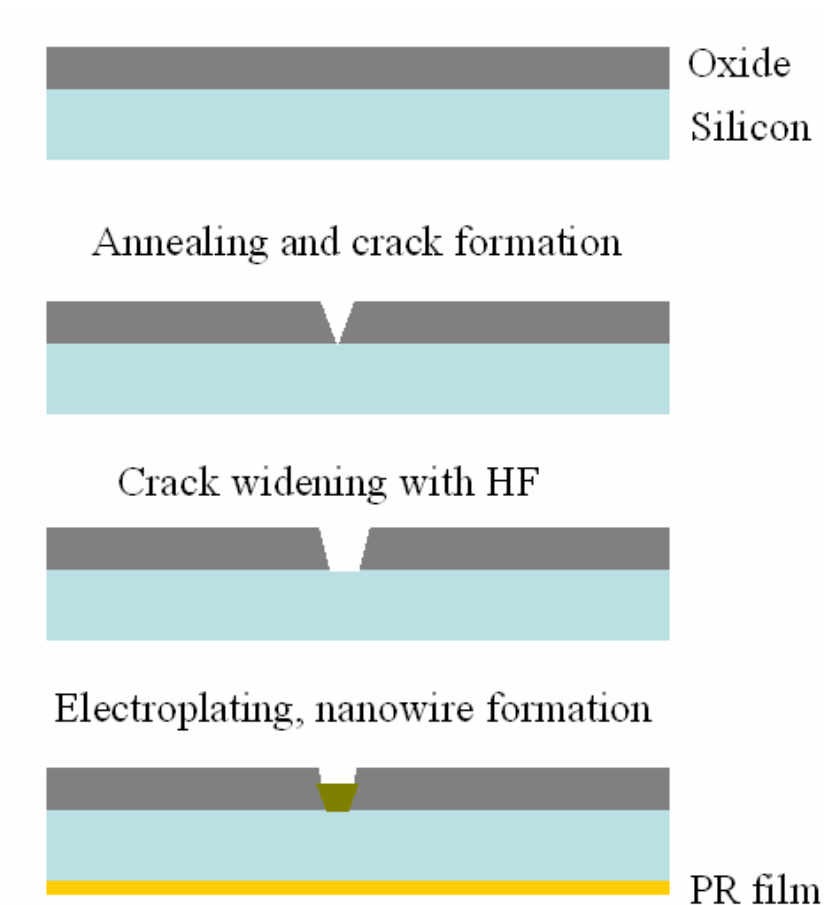 Oxide
Silicon
Annealing and crack formation
Crack widening with HF
Electroplating, nanowire formation
PR film